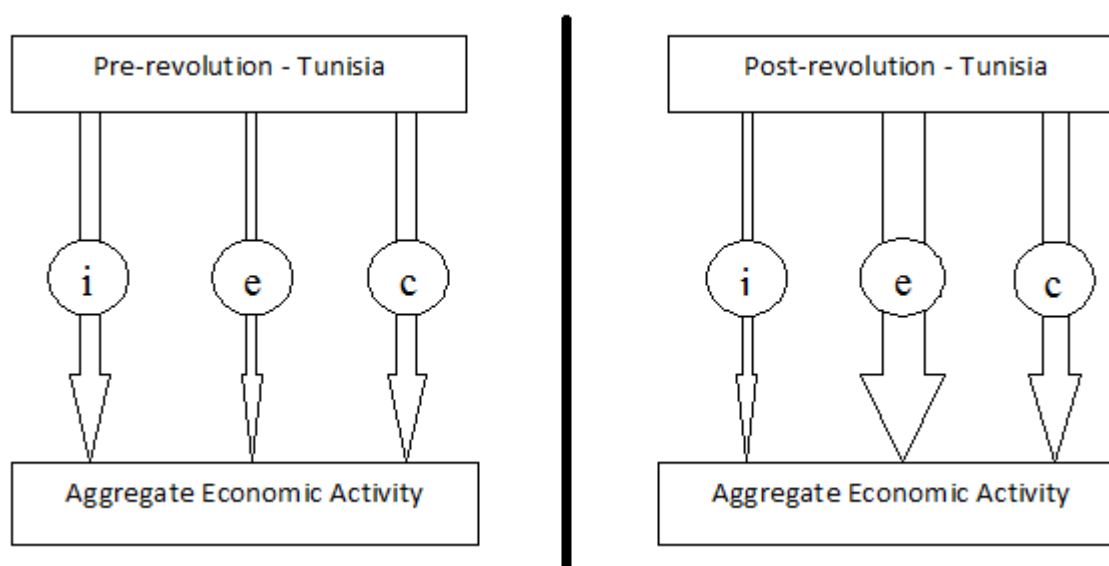 Pre-revolution - Tunisia
i
e
c
Aggregate Economic Activity
Post-revolution - Tunisia
i
e
c
Aggregate Economic Activity